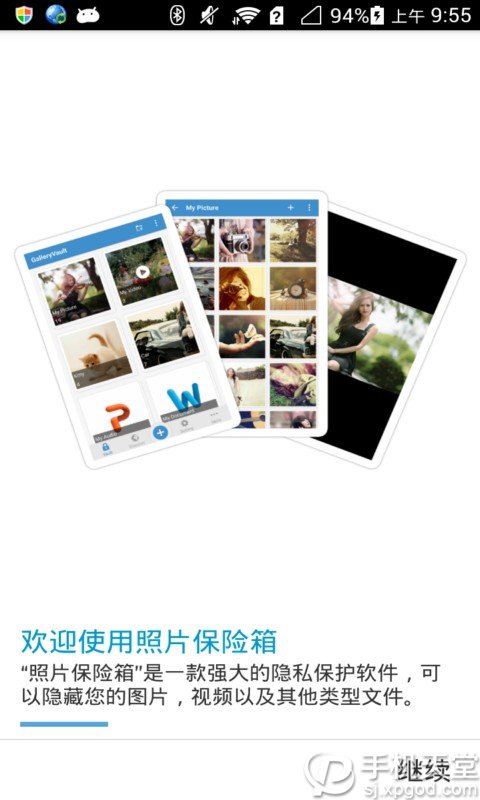 94% 上午 9:55
GalleryVault
My Picture
My Picture
My Video
Kitty
Car
My Audio
My Document
欢迎使用照片保险箱
“照片保险箱”是一款强大的隐私保护软件，可
以隐藏您的图片，视频以及其他类型文件。
继续
手机天堂
sj.xpgod.com